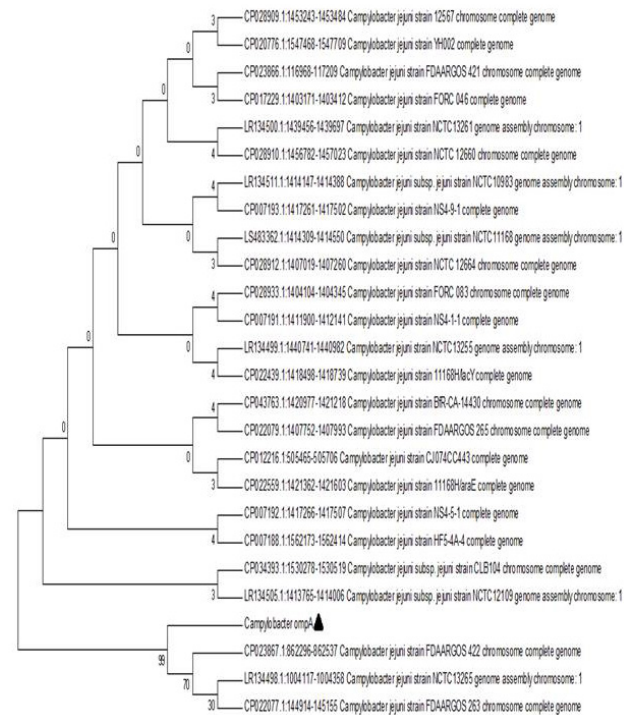 3
CP028909.1:1453243-1453484 Campylobacter jejuni strain 12567 chromosome complete genome
0
CP020776.1:1547468-1547709 Campylobacter jejuni strain YH002 complete genome
CP023866.1:116968-117209 Campylobacter jejuni strain FDAARGOS 421 chromosome complete genome
0
3
CP017229.1:1403171-1403412 Campylobacter jejuni strain FORC 046 complete genome
LR134500.1:1439456-1439697 Campylobacter jejuni strain NCTC13261 genome assembly chromosome: 1
0
4
CP028910.1:1456782-1457023 Campylobacter jejuni strain NCTC 12660 chromosome complete genome
4
LR134511.1:1414147-1414388 Campylobacter jejuni subsp. jejuni strain NCTC10983 genome assembly chromosome: 1
CP007193.1:1417261-1417502 Campylobacter jejuni strain NS4-9-1 complete genome
0
0
LS483362.1:1414309-1414550 Campylobacter jejuni subsp. jejuni strain NCTC11168 genome assembly chromosome: 1
3
CP028912.1:1407019-1407260 Campylobacter jejuni strain NCTC 12664 chromosome complete genome
4
CP028933.1:1404104-1404345 Campylobacter jejuni strain FORC 083 chromosome complete genome
CP007191.1:1411900-1412141 Campylobacter jejuni strain NS4-1-1 complete genome
0
0
LR134499.1:1440741-1440982 Campylobacter jejuni strain NCTC13255 genome assembly chromosome: 1
4
CP022439.1:1418498-1418739 Campylobacter jejuni strain 11168H/lacY complete genome
4
CP043763.1:1420977-1421218 Campylobacter jejuni strain BfR-CA-14430 chromosome complete genome
0
CP022079.1:1407752-1407993 Campylobacter jejuni strain FDAARGOS 265 chromosome complete genome
0
CP012216.1:505465-505706 Campylobacter jejuni strain CJ074CC443 complete genome
3
CP022559.1:1421362-1421603 Campylobacter jejuni strain 11168H/araE complete genome
CP007192.1:1417266-1417507 Campylobacter jejuni strain NS4-5-1 complete genome
4
CP007188.1:1562173-1562414 Campylobacter jejuni strain HF5-4A-4 complete genome
CP034393.1:1530278-1530519 Campylobacter jejuni subsp. jejuni strain CLB104 chromosome complete genome
3
LR134505.1:1413765-1414006 Campylobacter jejuni subsp. jejuni strain NCTC12109 genome assembly chromosome: 1
Campylobacter ompA
99
CP023867.1:862296-862537 Campylobacter jejuni strain FDAARGOS 422 chromosome complete genome
70
LR134498.1:1004117-1004358 Campylobacter jejuni strain NCTC13265 genome assembly chromosome: 1
30
CP022077.1:144914-145155 Campylobacter jejuni strain FDAARGOS 263 chromosome complete genome